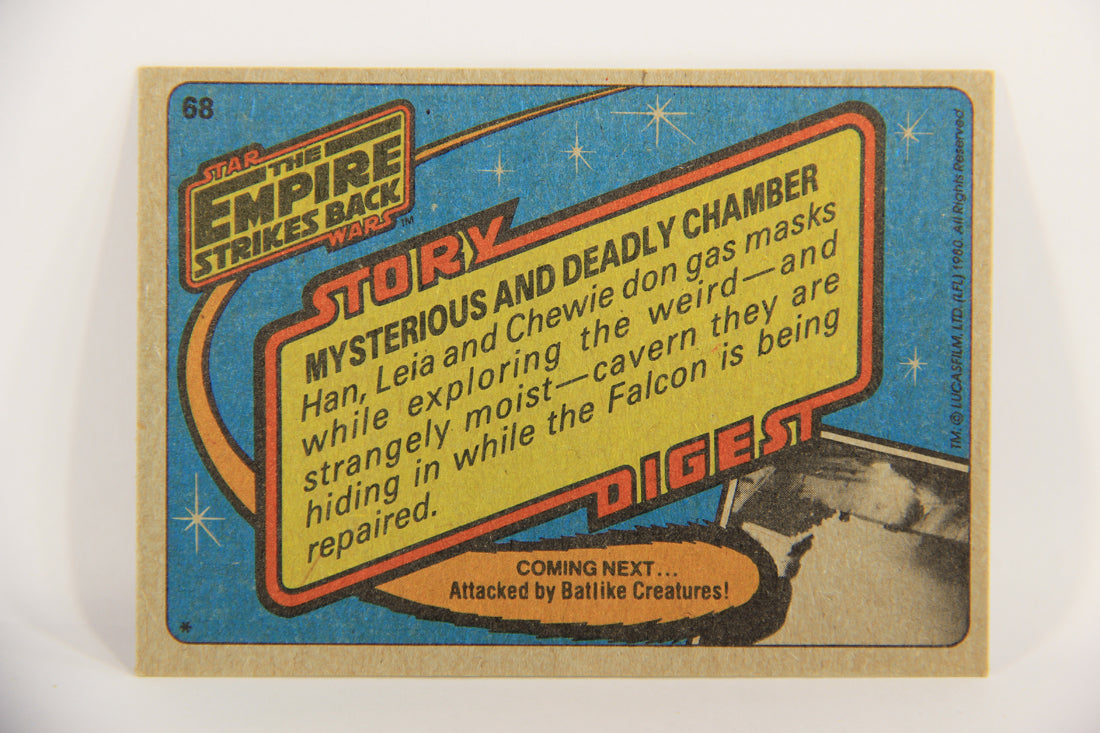 68
STAR
THE
EMPIRE
STRIKES BACK
WARS™
STORY
MYSTERIOUS AND DEADLY CHAMBER
Han, Leia and Chewie don gas masks
while exploring the weird—and
strangely moist—cavern they are
hiding in while the Falcon is being
repaired.
DIGEST
COMING NEXT...
Attacked by Batlike Creatures!
*
TM. © LUCASFILM, LTD. (LFL) 1980. All Rights Reserved